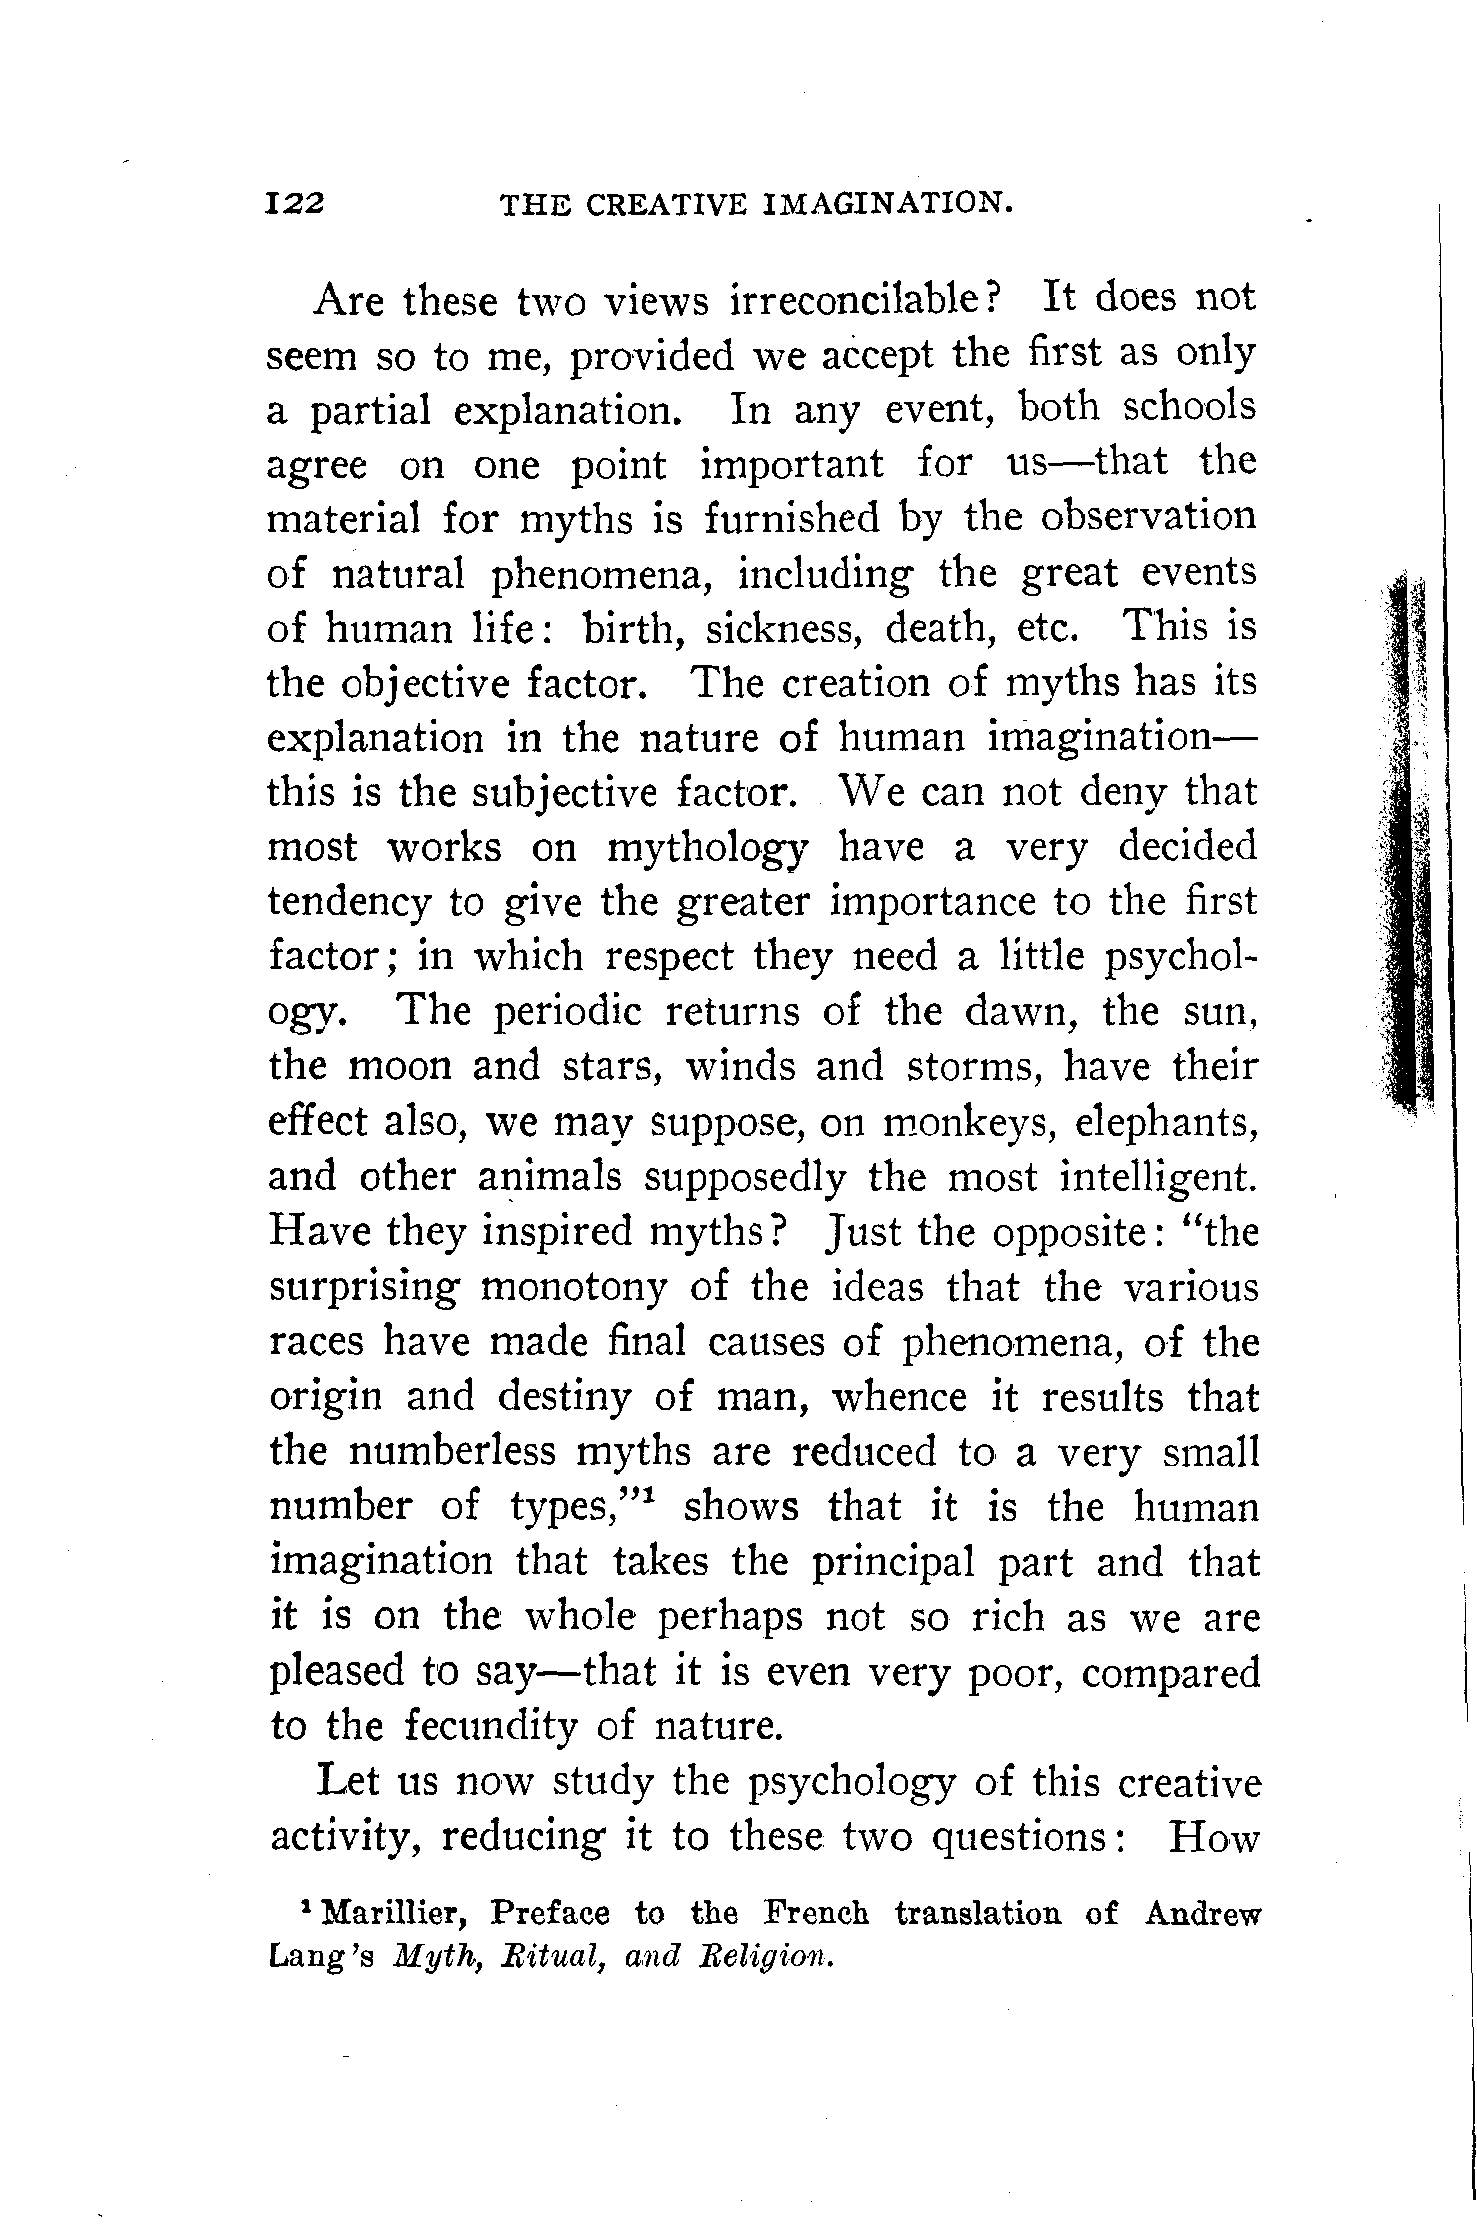 122 THE CREATIVE IMAGINATION.
Are these two views irreconcilable? It does not
seem so to me, provided we accept the first as only
a partial explanation. In any event, both schools
agree on one point important for us—that the
material for myths is furnished by the observation
of natural phenomena, including the great events
of human life: birth, sickness, death, etc. This is
the objective factor. The creation of myths has its
explanation in the nature of human imagination—
this is the subjective factor. We can not deny that
most works on mythology have a very decided
tendency to give the greater importance to the first
factor; in which respect they need a little psychol-
ogy. The periodic returns of the dawn, the sun,
the moon and stars, winds and storms, have their
effect also, we may suppose, on monkeys, elephants,
and other animals supposedly the most intelligent.
Have they inspired myths? Just the opposite: "the
surprising monotony of the ideas that the various
races have made final causes of phenomena, of the
origin and destiny of man, whence it results that
the numberless myths are reduced to a very small
number of types,"¹ shows that it is the human
imagination that takes the principal part and that
it is on the whole perhaps not so rich as we are
pleased to say—that it is even very poor, compared
to the fecundity of nature.
Let us now study the psychology of this creative
activity, reducing it to these two questions: How
¹ Marillier, Preface to the French translation of Andrew
Lang's Myth, Ritual, and Religion.